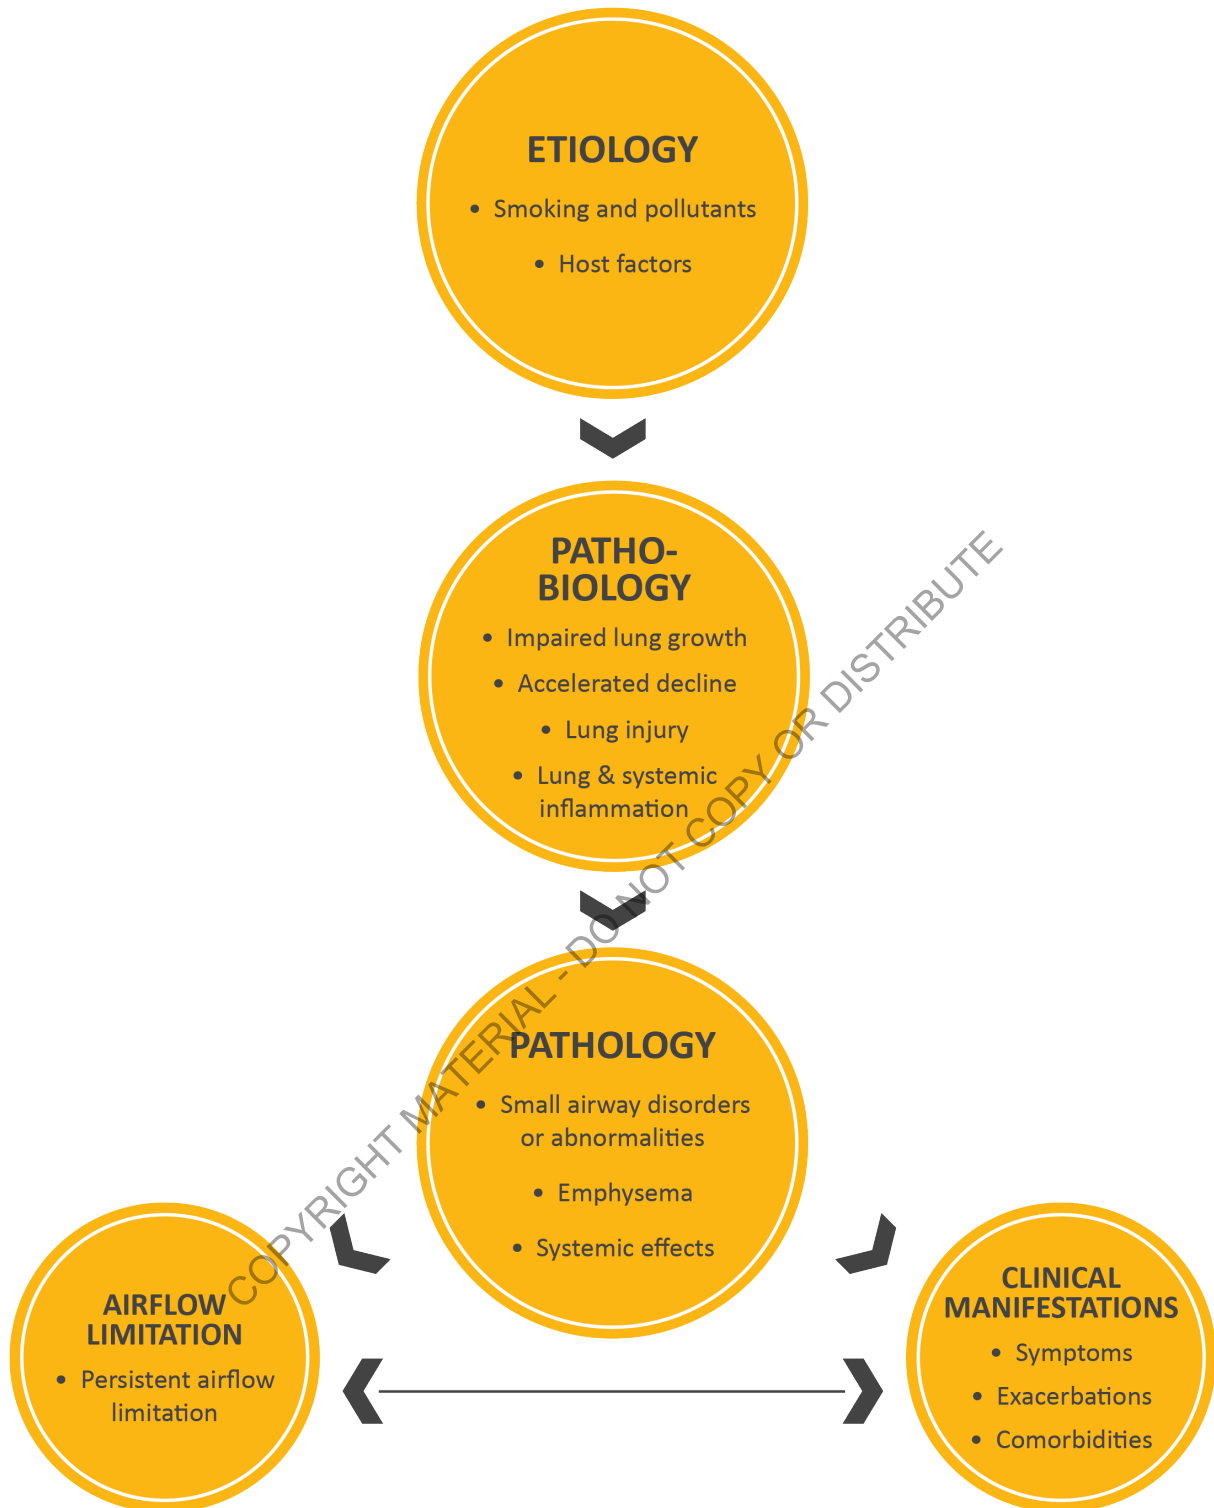 ETIOLOGY
• Smoking and pollutants
• Host factors
PATHO-
BIOLOGY
• Impaired lung growth
• Accelerated decline
• Lung injury
• Lung & systemic
inflammation
PATHOLOGY
• Small airway disorders
or abnormalities
• Emphysema
• Systemic effects
AIRFLOW
LIMITATION
• Persistent airflow
limitation
CLINICAL
MANIFESTATIONS
• Symptoms
• Exacerbations
• Comorbidities
COPYRIGHT MATERIAL - DO NOT COPY OR DISTRIBUTE